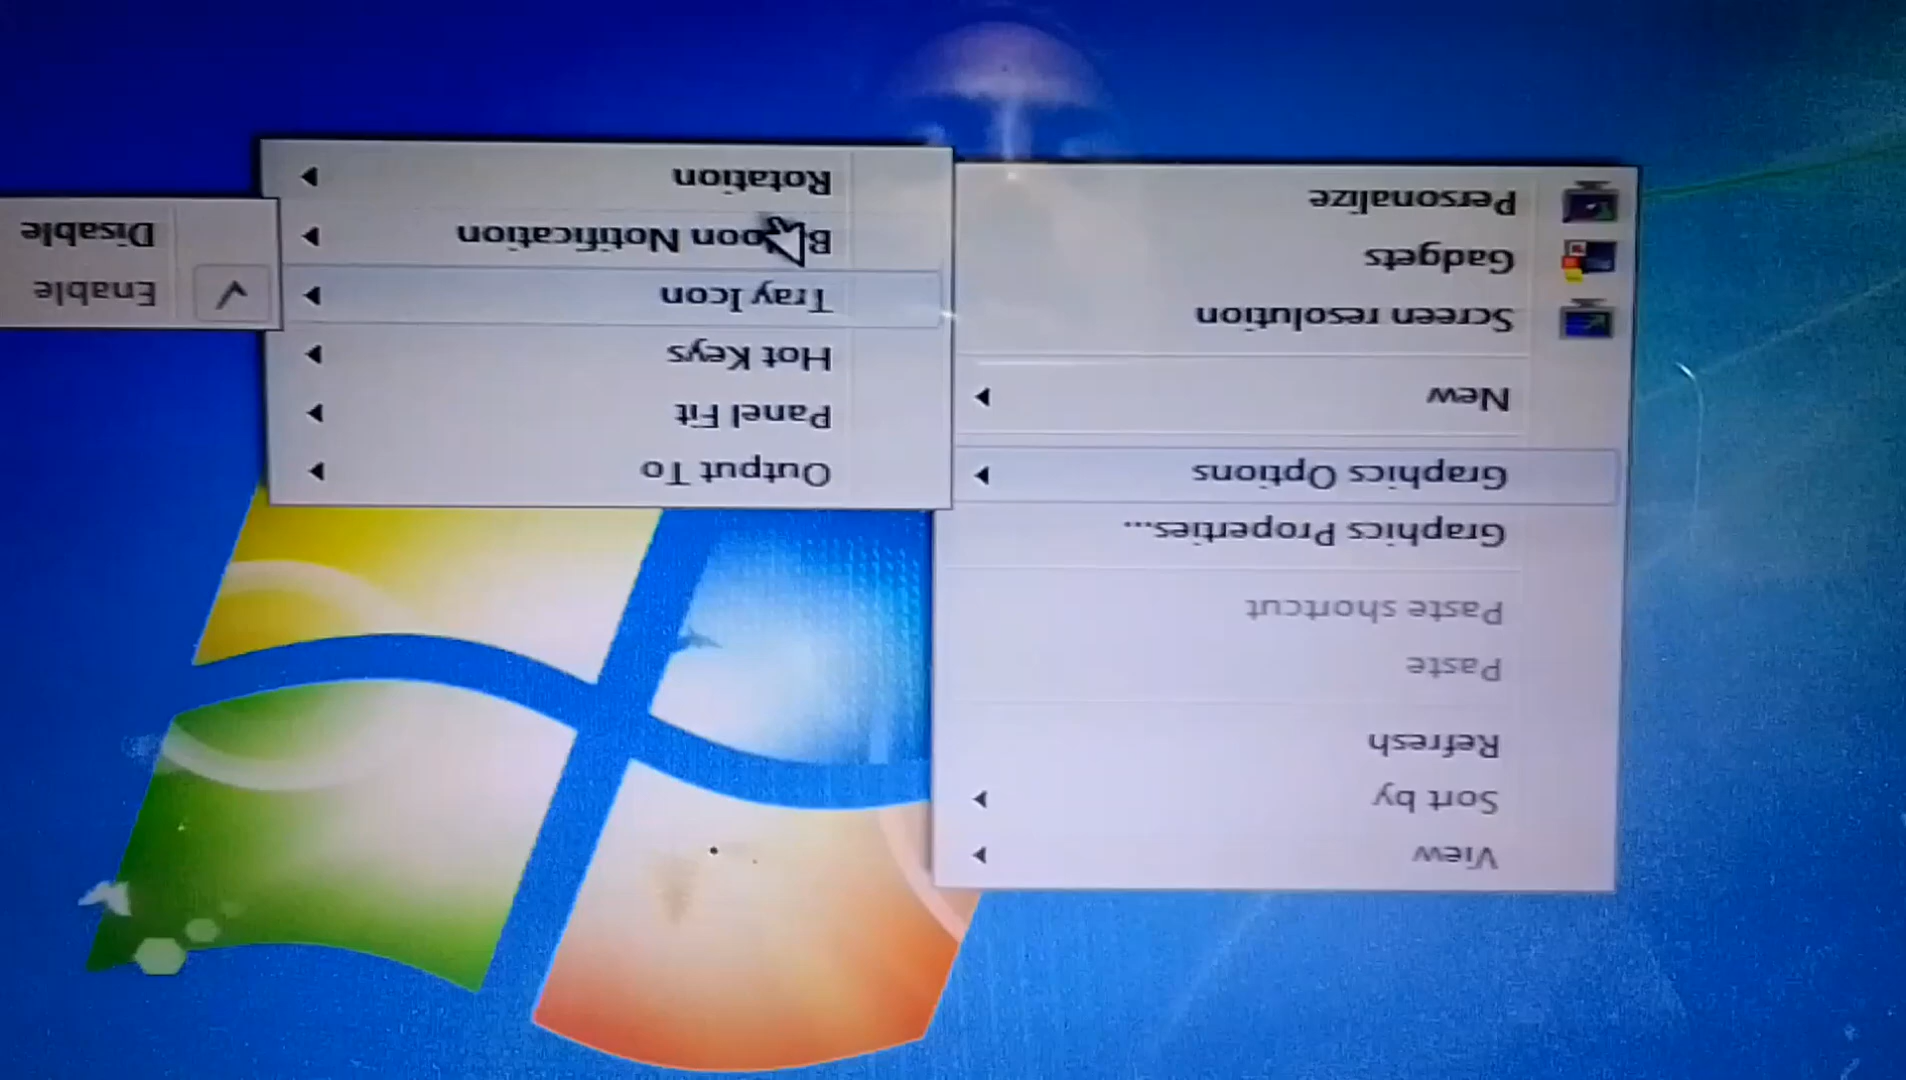 View
Sort by
Refresh
Paste
Paste shortcut
Graphics Properties...
Graphics Options
New
Screen resolution
Gadgets
Personalize
Output To
Panel Fit
Hot Keys
Tray Icon
B oon Notification
Rotation
Enable
Disable